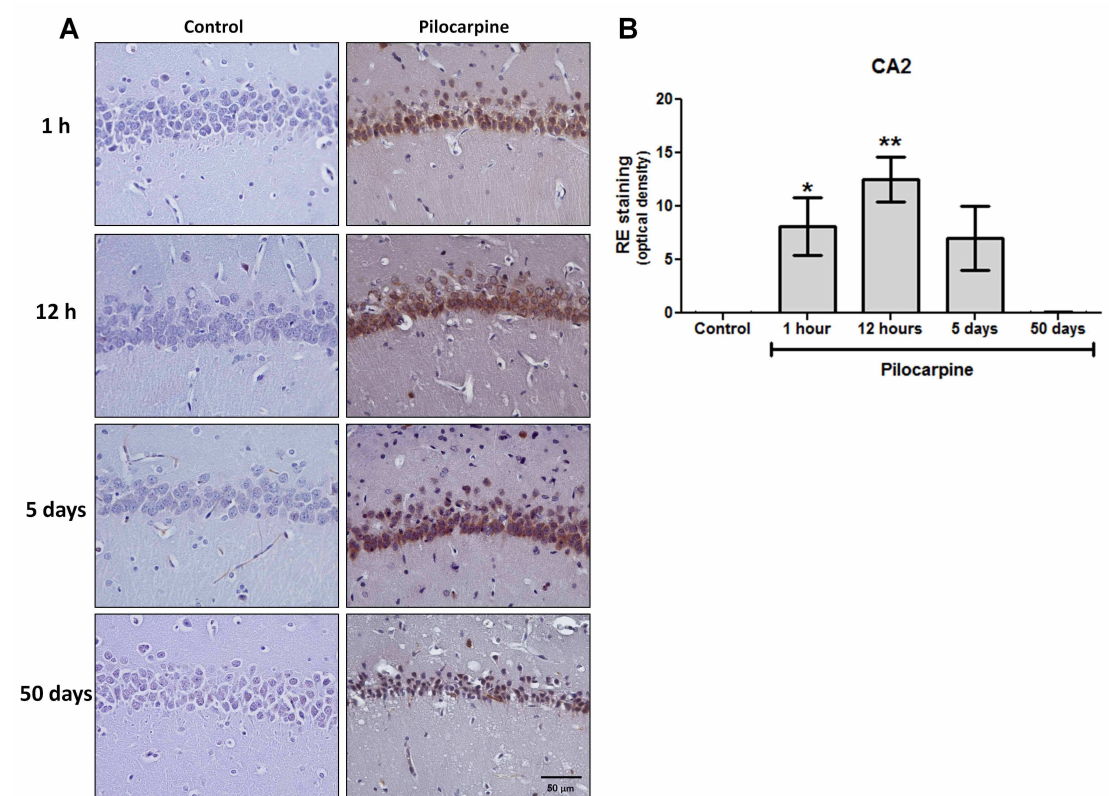 A
Control
Pilocarpine
1 h
12 h
5 days
50 days
50 µm
B
CA2
RE staining
(optical density)
20
15
10
5
0
*
**
Control
1 hour
12 hours
5 days
50 days
Pilocarpine